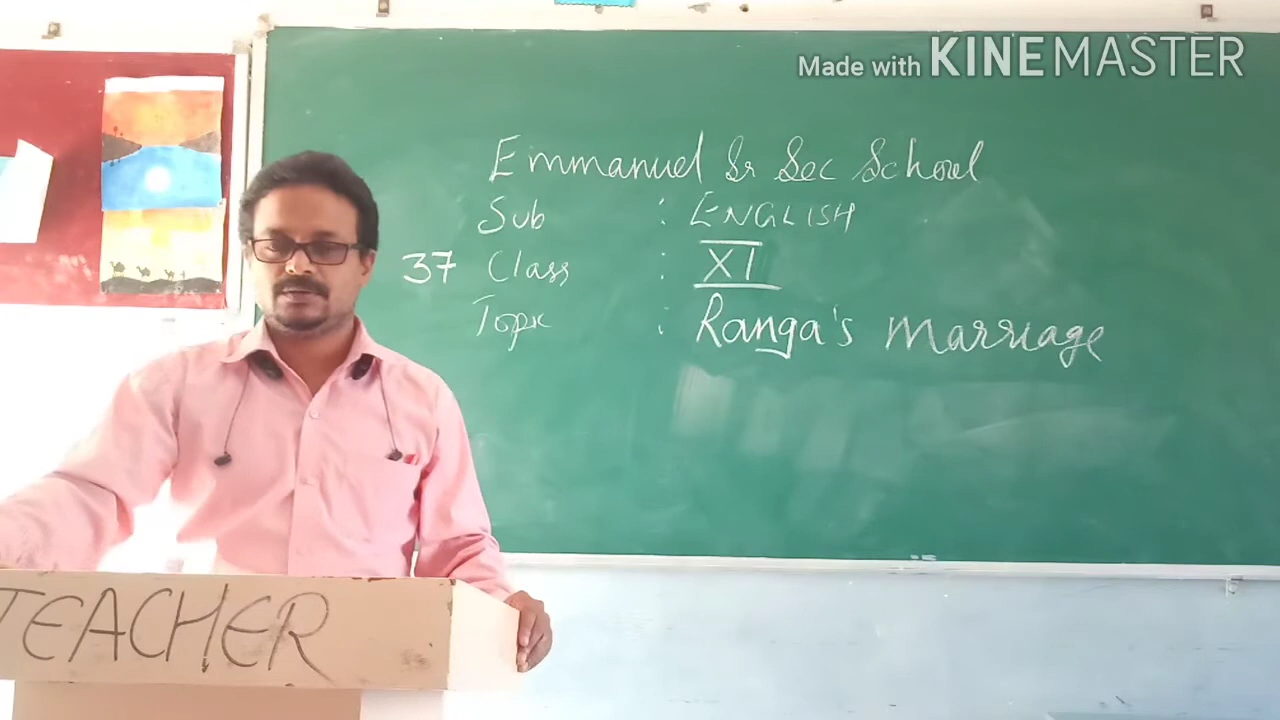 Made with KINEMASTER
Emmanuel Sr Sec School
Sub : ENGLISH
37 Class : XI
Topic : Ranga's Marriage
TEACHER